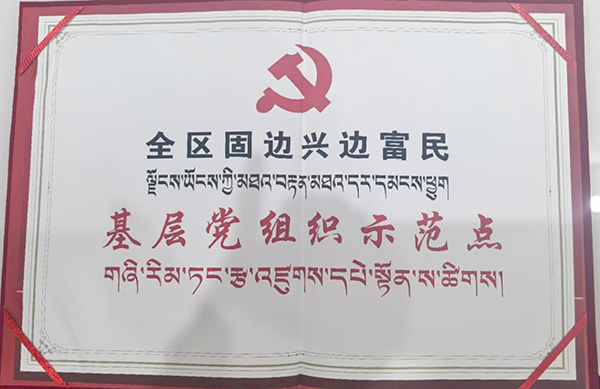 全区固边兴边富民
ལྗོངས་ཡོངས་ཀྱི་མཐའ་བརྟན་མཐའ་དར་དམངས་ཕྱུག
基层党组织示范点
གཞི་རིམ་ཏང་རྩ་འཛུགས་དཔེ་སྟོན་ས་ཚིགས།